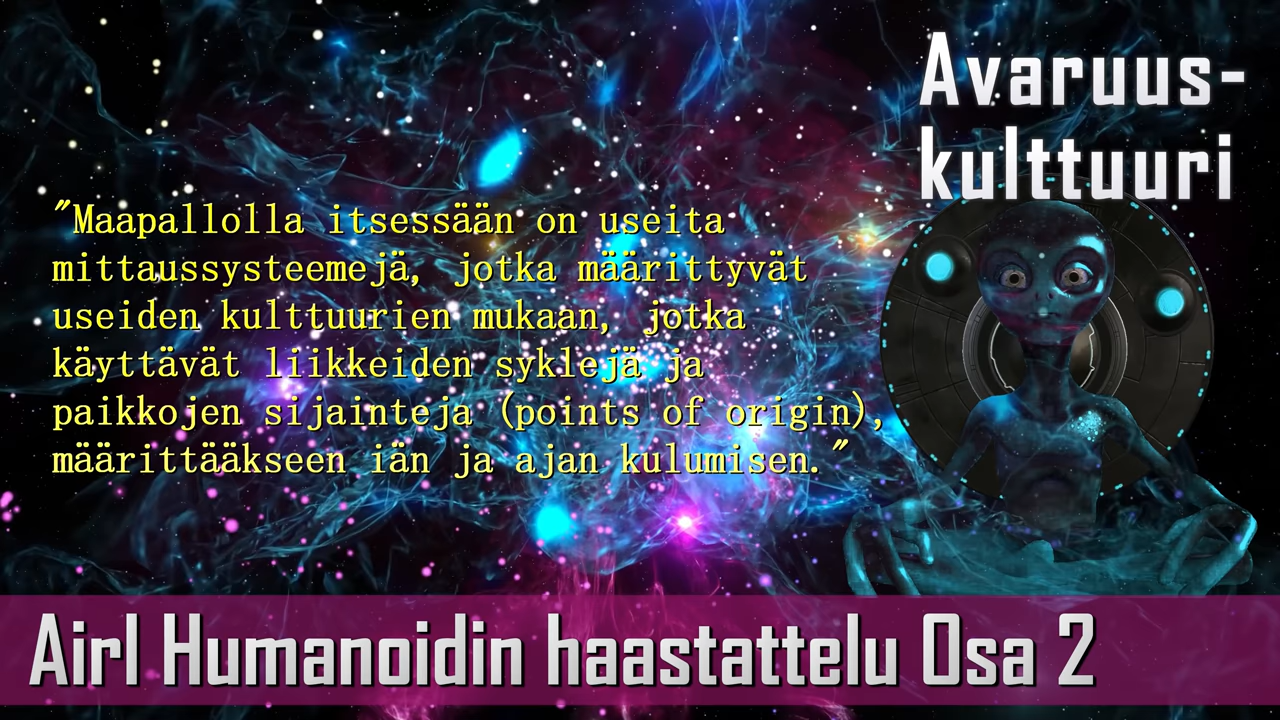 Avaruus-
kulttuuri
"Maapallolla itsessään on useita
mittaussysteemejä, jotka määrittyvät
useiden kulttuurien mukaan, jotka
käyttävät liikkeiden syklejä ja
paikkojen sijainteja (points of origin),
määrittääkseen iän ja ajan kulumisen."
Airl Humanoidin haastattelu Osa 2